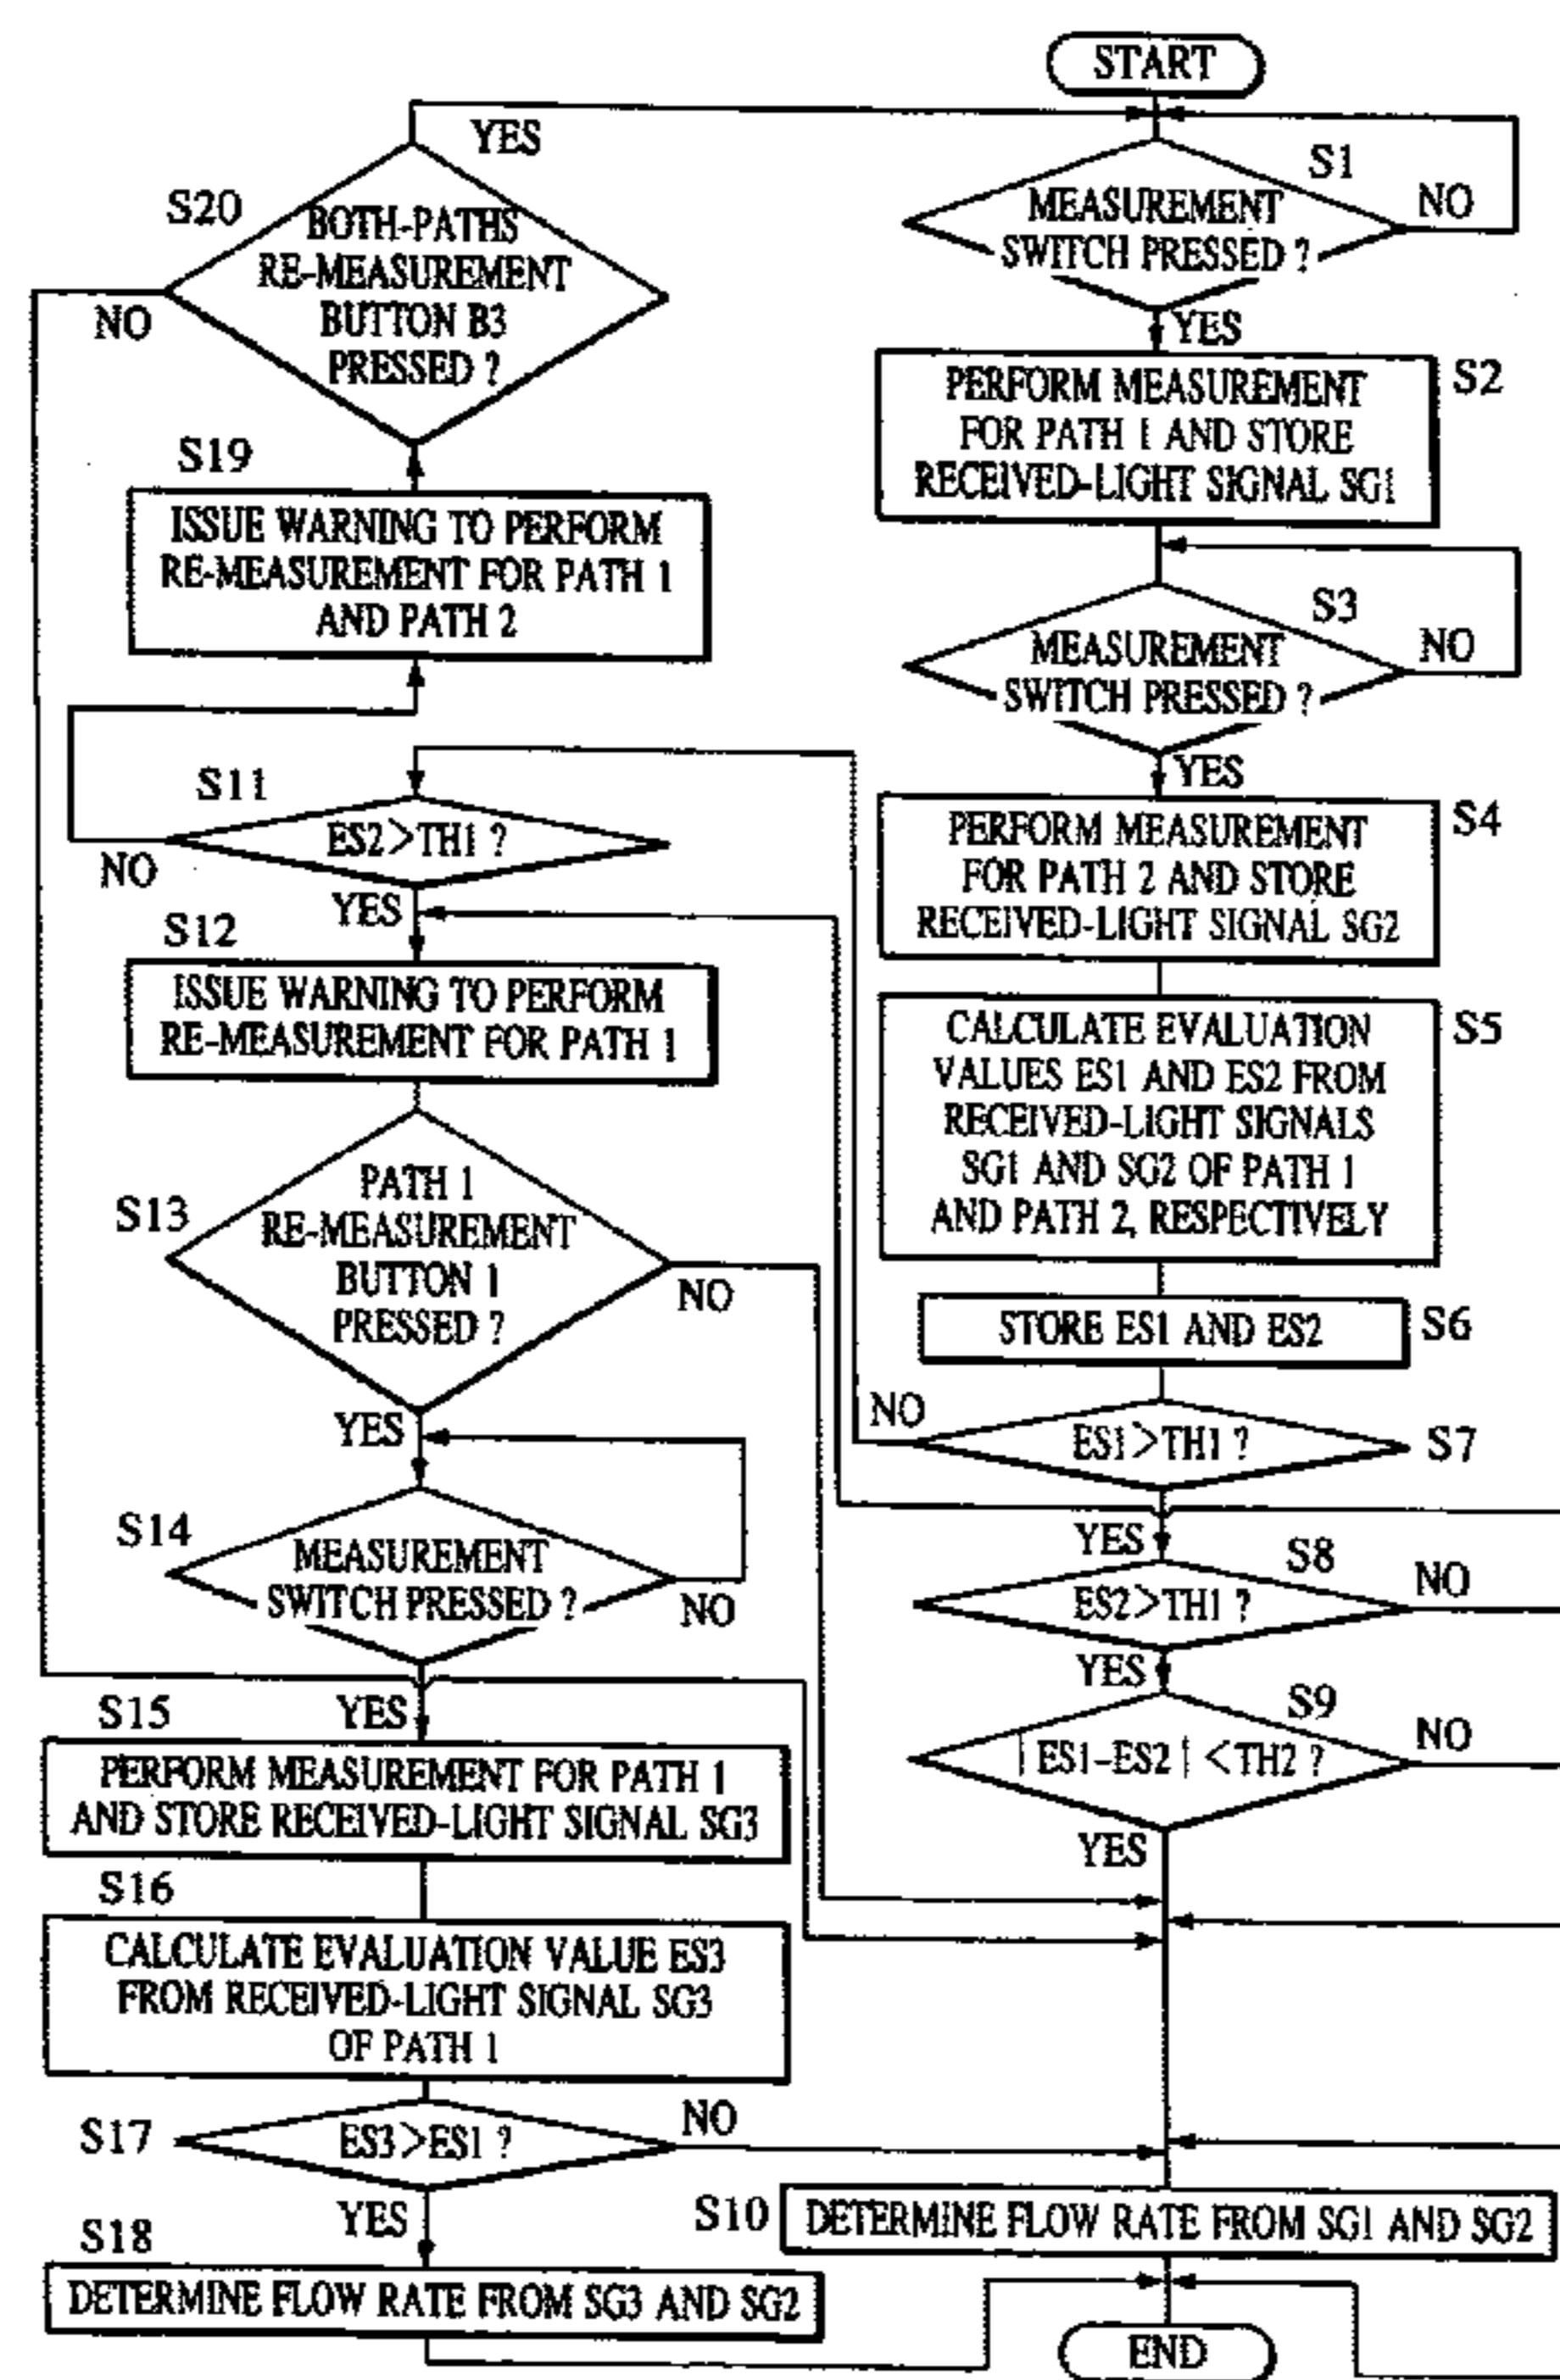 START
S1
MEASUREMENT
SWITCH PRESSED ?
NO
YES
S2
PERFORM MEASUREMENT
FOR PATH 1 AND STORE
RECEIVED-LIGHT SIGNAL SG1
S3
MEASUREMENT
SWITCH PRESSED ?
NO
YES
S4
PERFORM MEASUREMENT
FOR PATH 2 AND STORE
RECEIVED-LIGHT SIGNAL SG2
S5
CALCULATE EVALUATION
VALUES ES1 AND ES2 FROM
RECEIVED-LIGHT SIGNALS
SG1 AND SG2 OF PATH 1
AND PATH 2, RESPECTIVELY
STORE ES1 AND ES2
S6
NO
ES1>TH1 ?
S7
YES
S8
ES2>TH1 ?
NO
YES
S9
| ES1-ES2 | <TH2 ?
NO
YES
S10
DETERMINE FLOW RATE FROM SG1 AND SG2
END
YES
S20
BOTH-PATHS
RE-MEASUREMENT
BUTTON B3
PRESSED ?
NO
S19
ISSUE WARNING TO PERFORM
RE-MEASUREMENT FOR PATH 1
AND PATH 2
S11
ES2>TH1 ?
NO
YES
S12
ISSUE WARNING TO PERFORM
RE-MEASUREMENT FOR PATH 1
S13
PATH 1
RE-MEASUREMENT
BUTTON 1
PRESSED ?
NO
YES
S14
MEASUREMENT
SWITCH PRESSED ?
NO
YES
S15
PERFORM MEASUREMENT FOR PATH 1
AND STORE RECEIVED-LIGHT SIGNAL SG3
S16
CALCULATE EVALUATION VALUE ES3
FROM RECEIVED-LIGHT SIGNAL SG3
OF PATH 1
S17
ES3>ES1 ?
NO
YES
S18
DETERMINE FLOW RATE FROM SG3 AND SG2